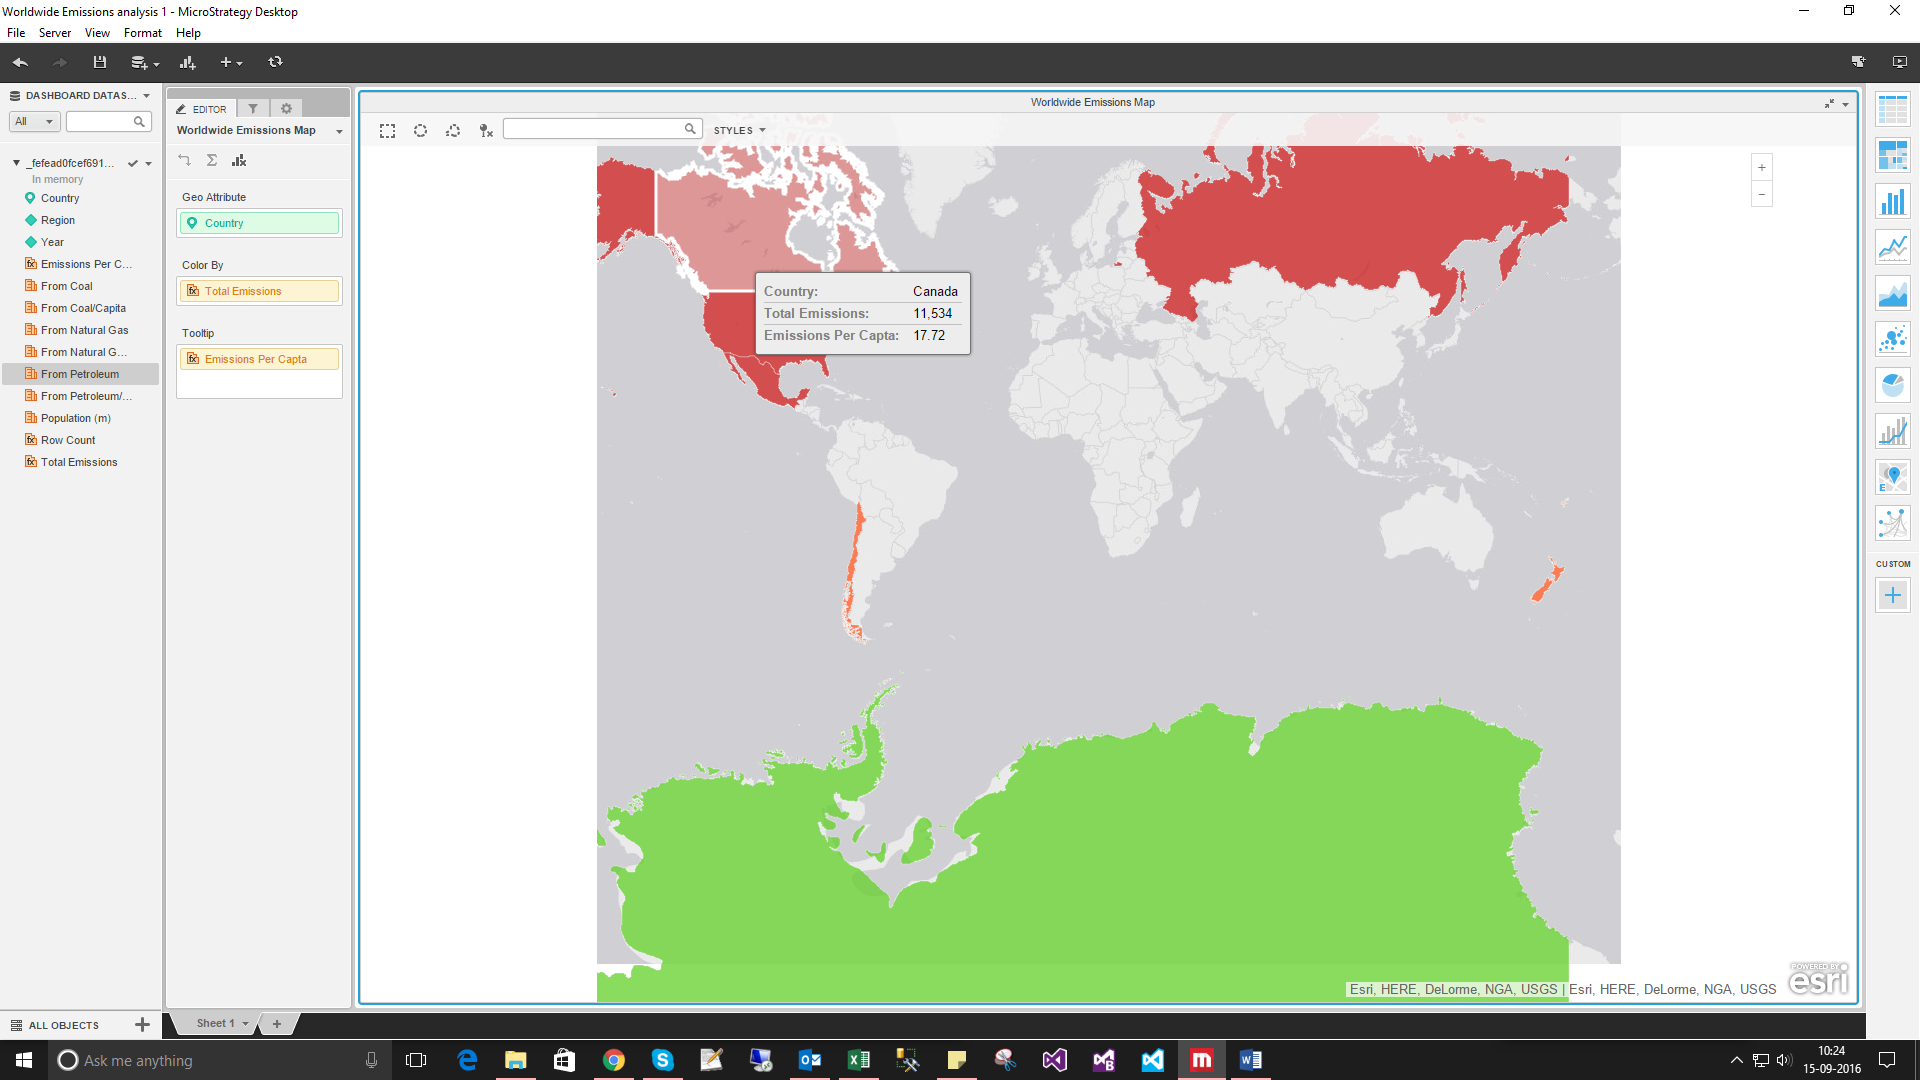 Worldwide Emissions analysis 1 - MicroStrategy Desktop
File Server View Format Help
DASHBOARD DATAS...
All
_fefead0fcef691...
In memory
Country
Region
Year
Emissions Per C...
From Coal
From Coal/Capita
From Natural Gas
From Natural G...
From Petroleum
From Petroleum/...
Population (m)
Row Count
Total Emissions
ALL OBJECTS
EDITOR
Worldwide Emissions Map
Geo Attribute
Country
Color By
Total Emissions
Tooltip
Emissions Per Capta
Worldwide Emissions Map
STYLES
Country: Canada
Total Emissions: 11,534
Emissions Per Capta: 17.72
Esri, HERE, DeLorme, NGA, USGS | Esri, HERE, DeLorme, NGA, USGS
POWERED BY
esri
CUSTOM
Sheet 1
Ask me anything
10:24
15-09-2016